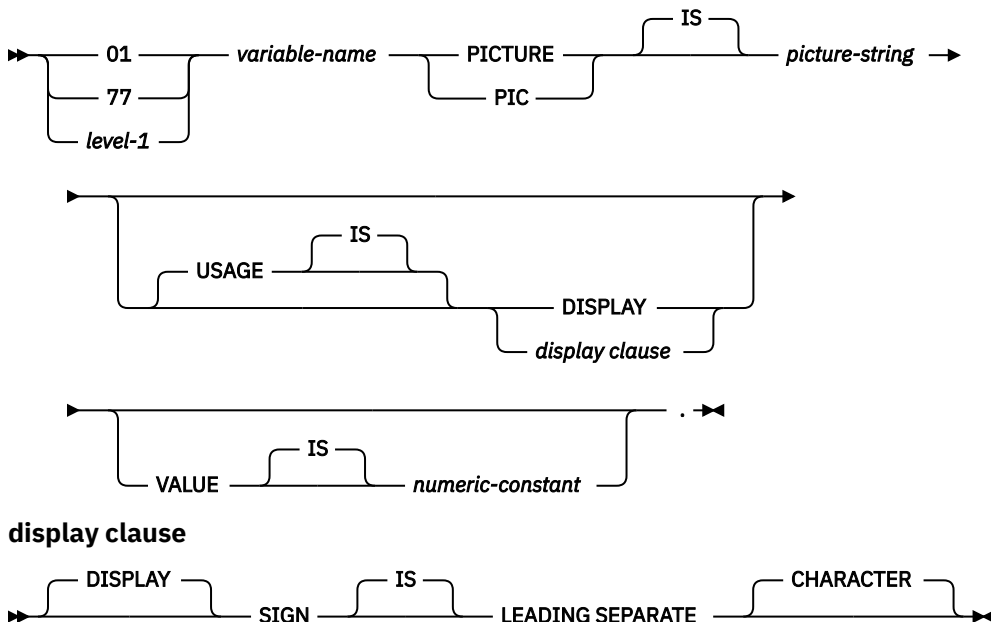 IS
01 variable-name PICTURE picture-string
77 PIC
level-1
IS
USAGE
DISPLAY
display clause
.
IS
VALUE numeric-constant
display clause
DISPLAY IS CHARACTER
SIGN LEADING SEPARATE